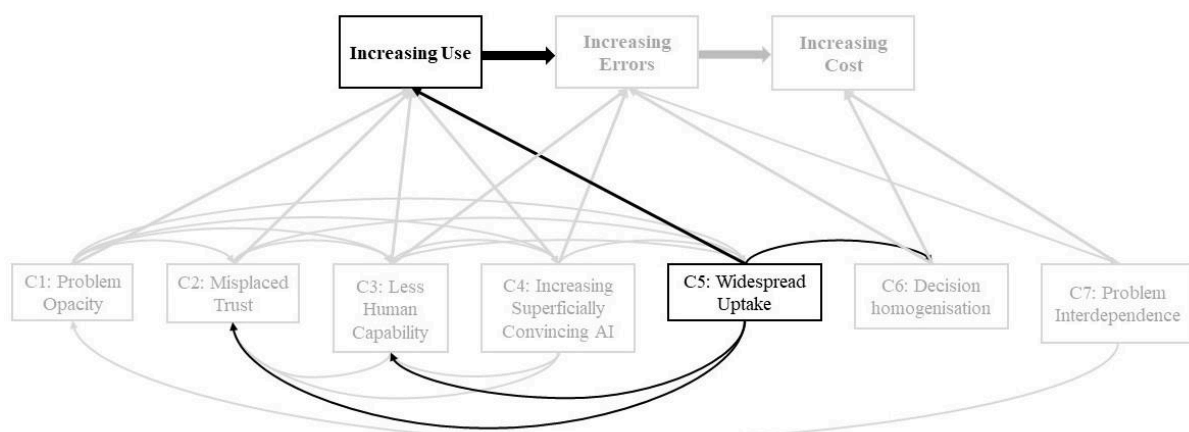 Increasing Use
Increasing
Errors
Increasing
Cost
C1: Problem
Opacity
C2: Misplaced
Trust
C3: Less
Human
Capability
C4: Increasing
Superficially
Convincing AI
C5: Widespread
Uptake
C6: Decision
homogenisation
C7: Problem
Interdependence